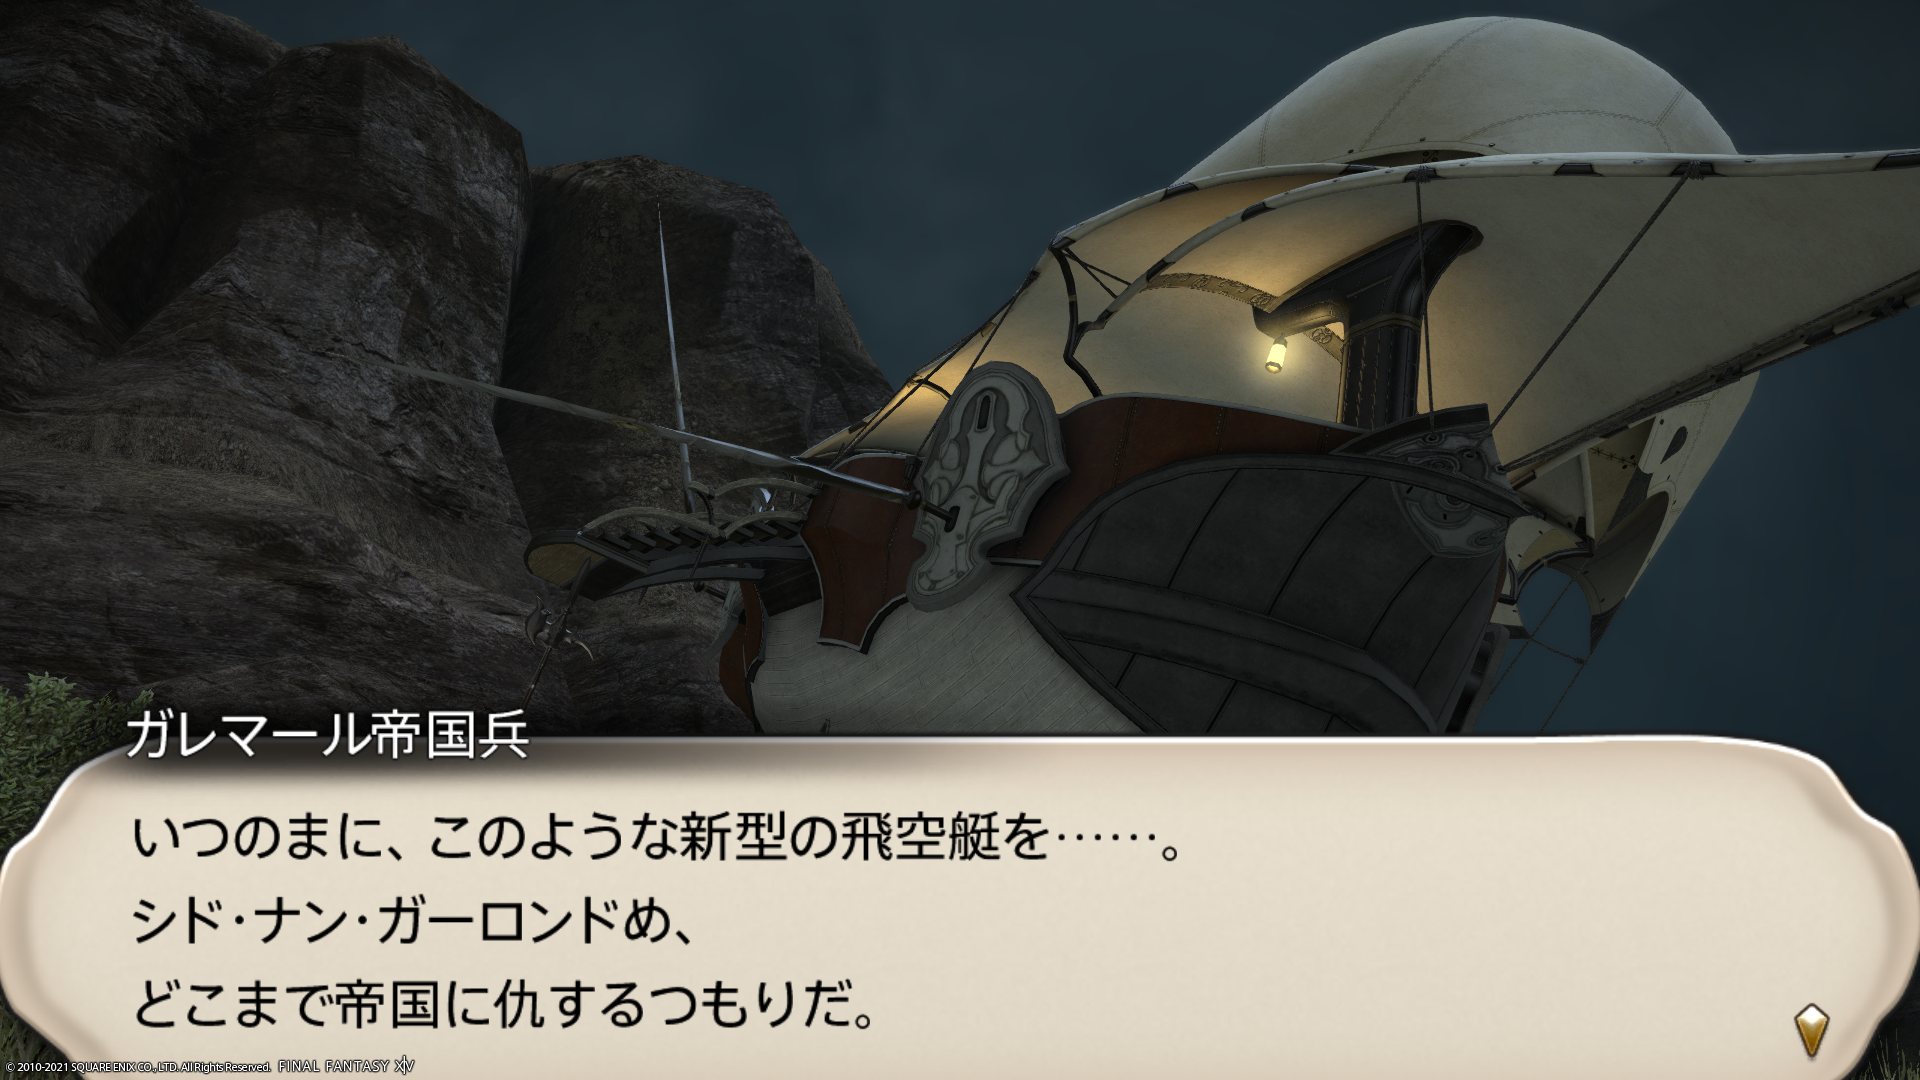 ガレマール帝国兵
いつのまに、このような新型の飛空艇を……。
シド・ナン・ガーロンドめ、
どこまで帝国に仇するつもりだ。
© 2010-2021 SQUARE ENIX CO., LTD. All Rights Reserved. FINAL FANTASY XIV